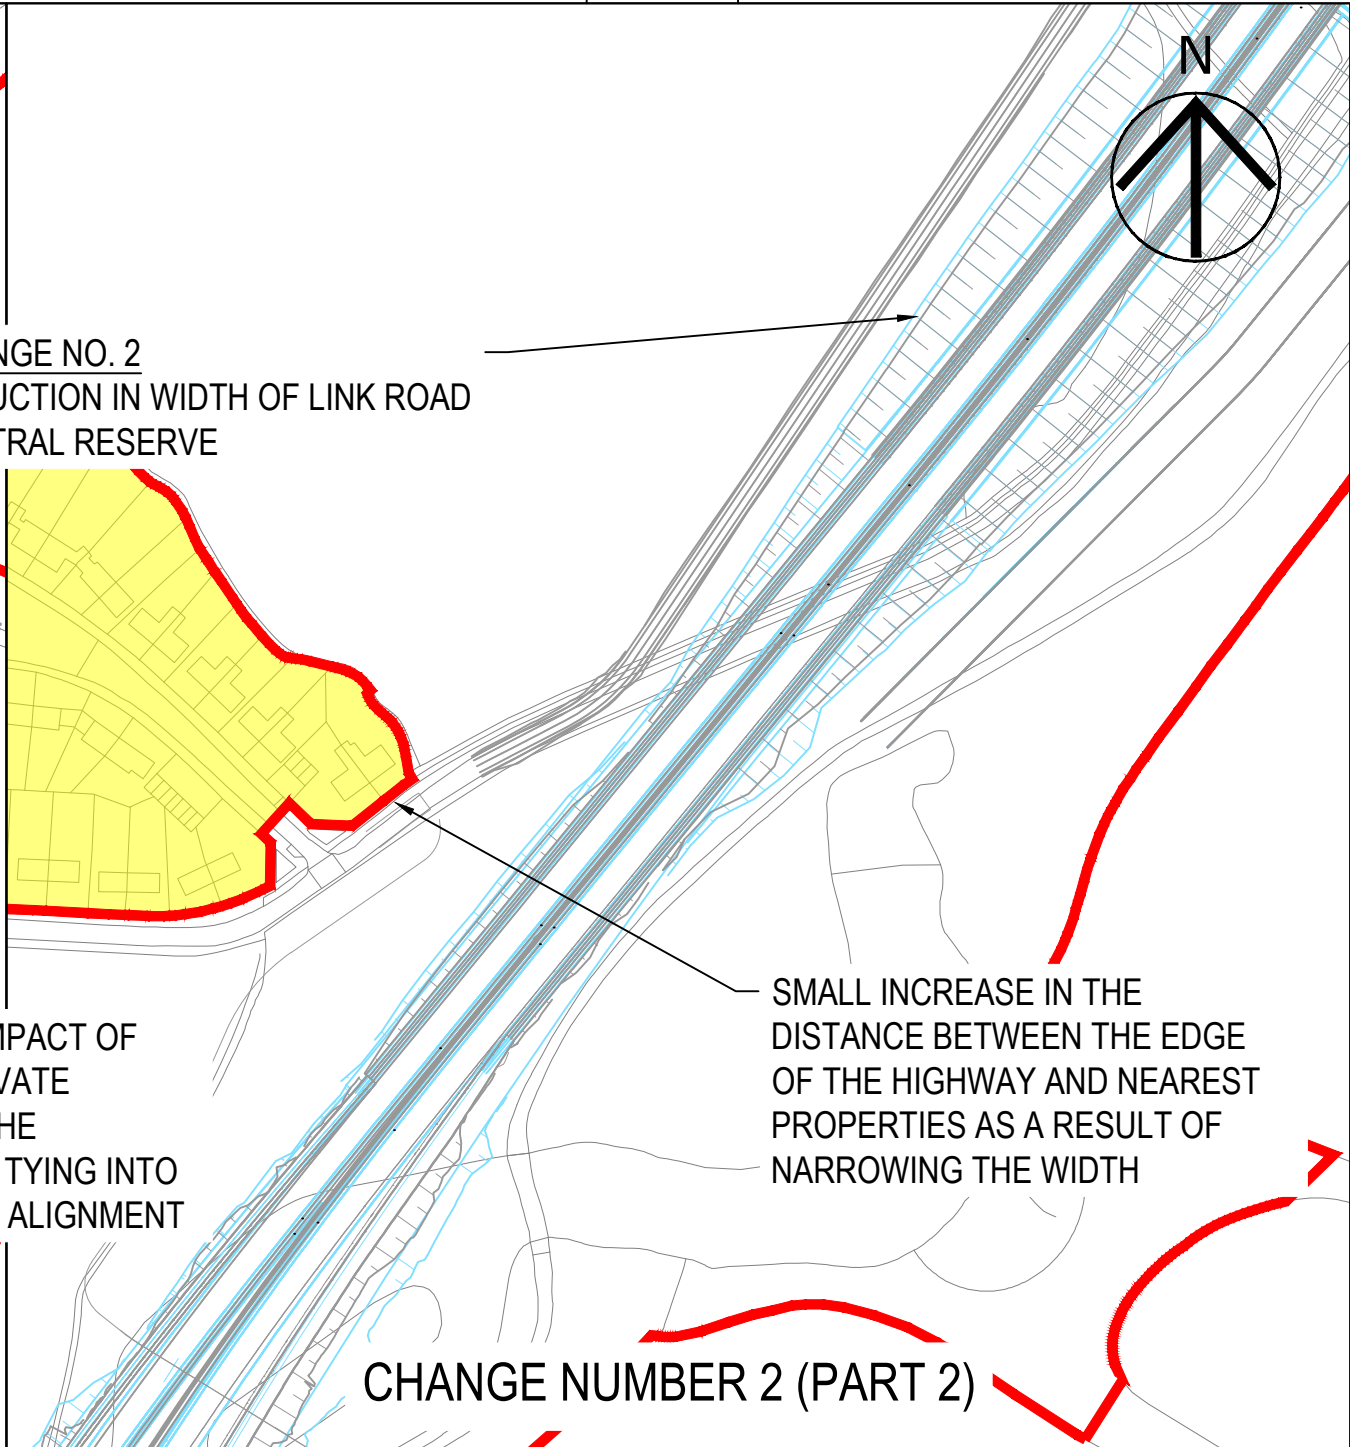 N
NGE NO. 2
UCTION IN WIDTH OF LINK ROAD
TRAL RESERVE
SMALL INCREASE IN THE
DISTANCE BETWEEN THE EDGE
OF THE HIGHWAY AND NEAREST
PROPERTIES AS A RESULT OF
NARROWING THE WIDTH
MPACT OF
VATE
HE
TYING INTO
ALIGNMENT
CHANGE NUMBER 2 (PART 2)